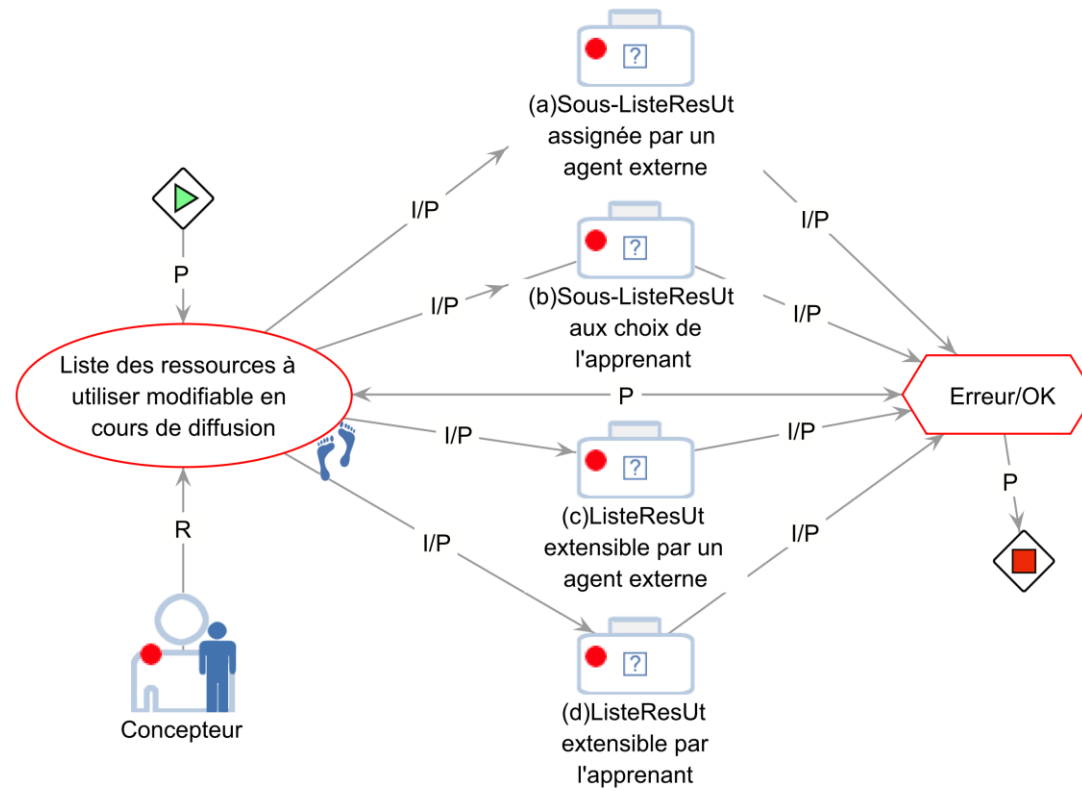 ?
(a)Sous-ListeResUt
assignée par un
agent externe
I/P
I/P
P
?
(b)Sous-ListeResUt
aux choix de
l'apprenant
I/P
I/P
Liste des ressources à
utiliser modifiable en
cours de diffusion
P
Erreur/OK
I/P
I/P
?
(c)ListeResUt
extensible par un
agent externe
P
R
I/P
I/P
?
(d)ListeResUt
extensible par
l'apprenant
Concepteur